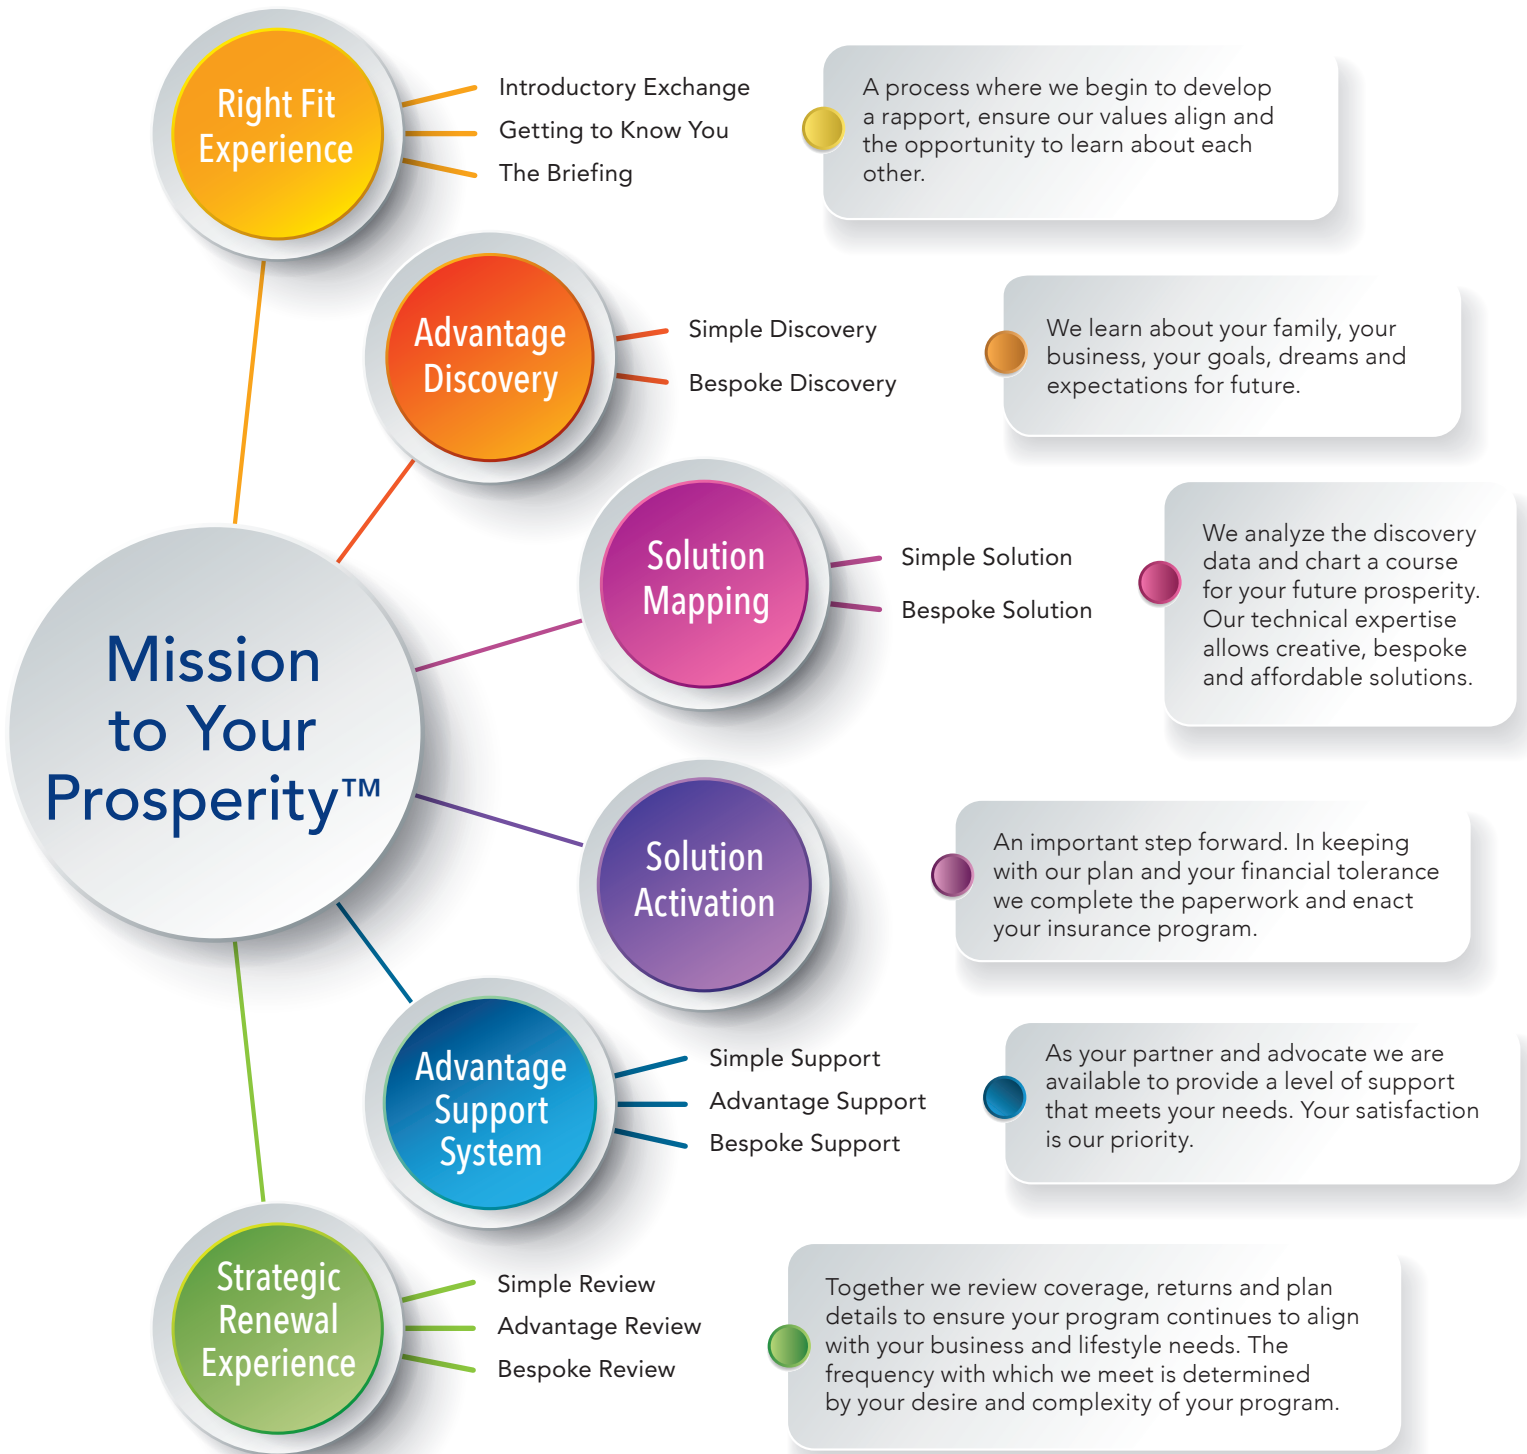 Right Fit
Experience
Introductory Exchange
Getting to Know You
The Briefing
A process where we begin to develop
a rapport, ensure our values align and
the opportunity to learn about each
other.
Advantage
Discovery
Simple Discovery
Bespoke Discovery
We learn about your family, your
business, your goals, dreams and
expectations for future.
Solution
Mapping
Simple Solution
Bespoke Solution
We analyze the discovery
data and chart a course
for your future prosperity.
Our technical expertise
allows creative, bespoke
and affordable solutions.
Mission
to Your
Prosperity™
Solution
Activation
An important step forward. In keeping
with our plan and your financial tolerance
we complete the paperwork and enact
your insurance program.
Advantage
Support
System
Simple Support
Advantage Support
Bespoke Support
As your partner and advocate we are
available to provide a level of support
that meets your needs. Your satisfaction
is our priority.
Strategic
Renewal
Experience
Simple Review
Advantage Review
Bespoke Review
Together we review coverage, returns and plan
details to ensure your program continues to align
with your business and lifestyle needs. The
frequency with which we meet is determined
by your desire and complexity of your program.